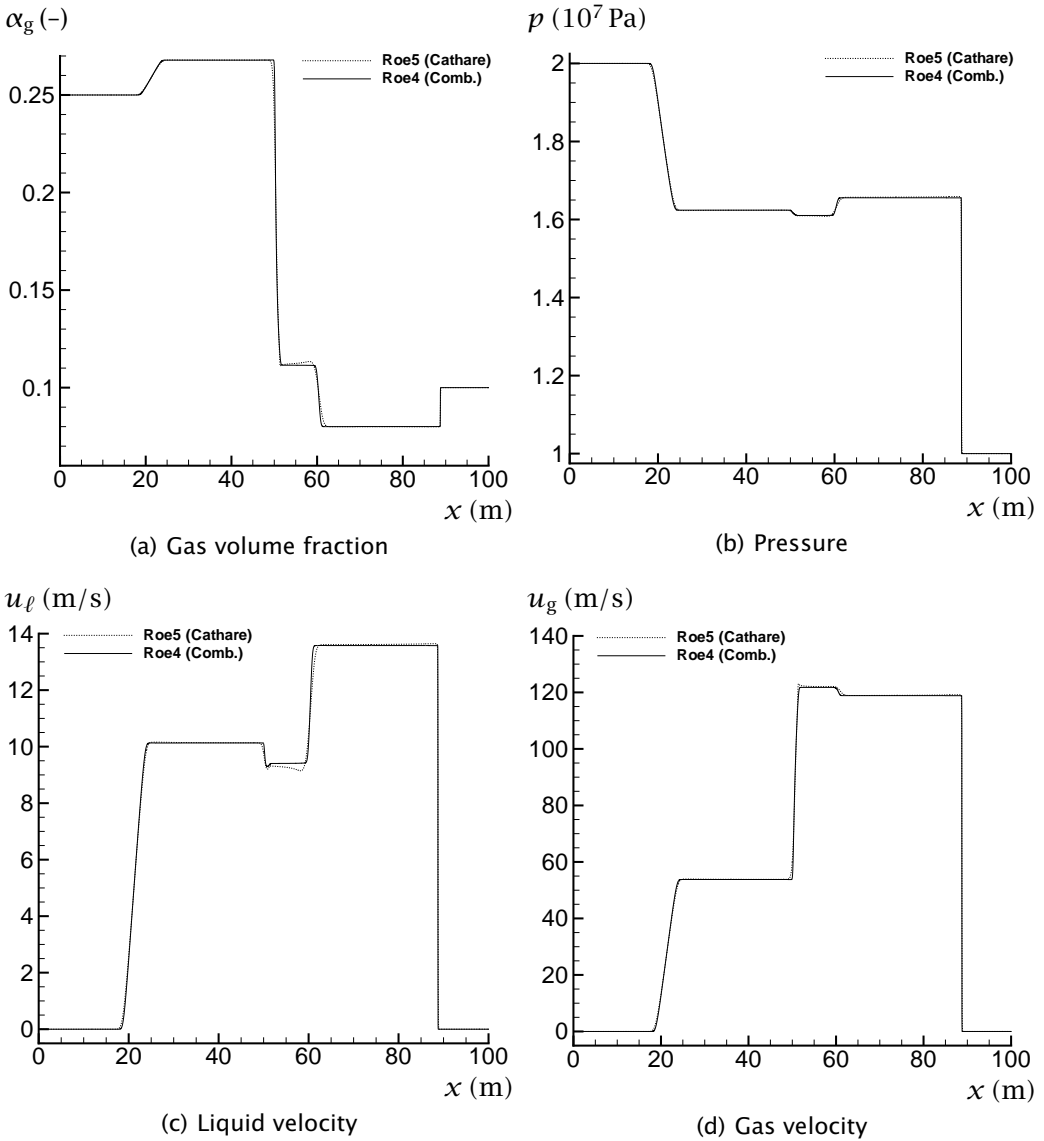 αg (–)
Roe5 (Cathare)
Roe4 (Comb.)
0.25
0.2
0.15
0.1
0 20 40 60 80 100
x (m)
(a) Gas volume fraction
p (10⁷ Pa)
Roe5 (Cathare)
Roe4 (Comb.)
2
1.8
1.6
1.4
1.2
1
0 20 40 60 80 100
x (m)
(b) Pressure
uℓ (m/s)
Roe5 (Cathare)
Roe4 (Comb.)
14
12
10
8
6
4
2
0
0 20 40 60 80 100
x (m)
(c) Liquid velocity
ug (m/s)
Roe5 (Cathare)
Roe4 (Comb.)
140
120
100
80
60
40
20
0
0 20 40 60 80 100
x (m)
(d) Gas velocity